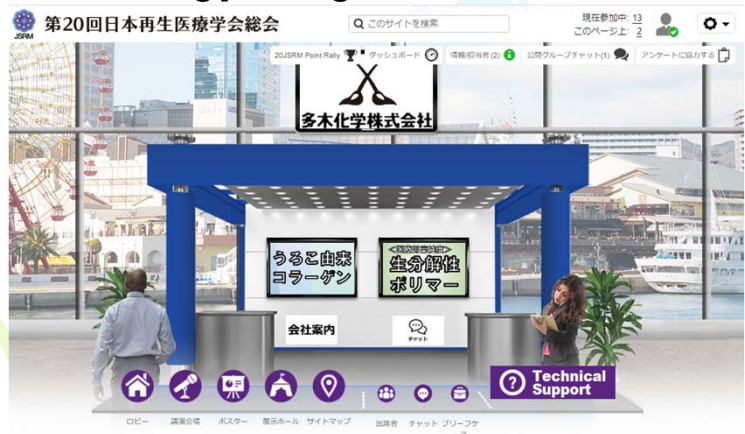 JSRM
第20回日本再生医療学会総会
このサイトを検索
現在参加中: 13
このページ上: 2
20JSRM Point Rally
ダッシュボード
情報/担当者(2)
公開グループチャット(1)
アンケートに協力する
多木化学株式会社
うろこ由来
コラーゲン
生分解性
ポリマー
会社案内
チャット
Technical
Support
ロビー
講演会場
ポスター
展示ホール
サイトマップ
出席者
チャット
ブリーフケ